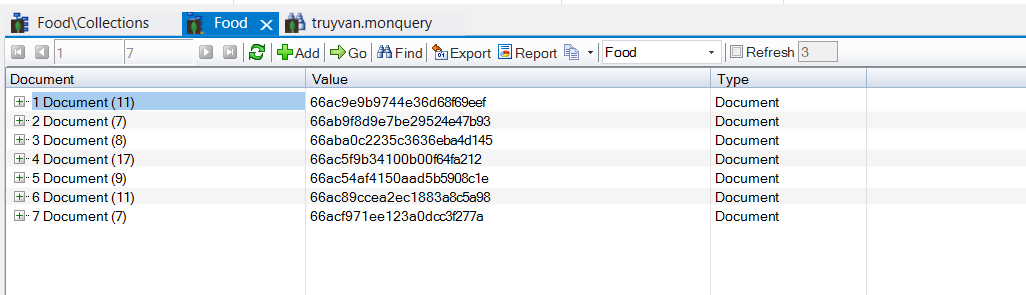 Food\Collections Food truyvan.monquery
1 7 Add Go Find Export Report Food Refresh 3
Document Value Type
1 Document (11) 66ac9e9b9744e36d68f69eef Document
2 Document (7) 66ab9f8d9e7be29524e47b93 Document
3 Document (8) 66aba0c2235c3636eba4d145 Document
4 Document (17) 66ac5f9b34100b00f64fa212 Document
5 Document (9) 66ac54af4150aad5b5908c1e Document
6 Document (11) 66ac89ccea2ec1883a8c5a98 Document
7 Document (7) 66acf971ee123a0dcc3f277a Document